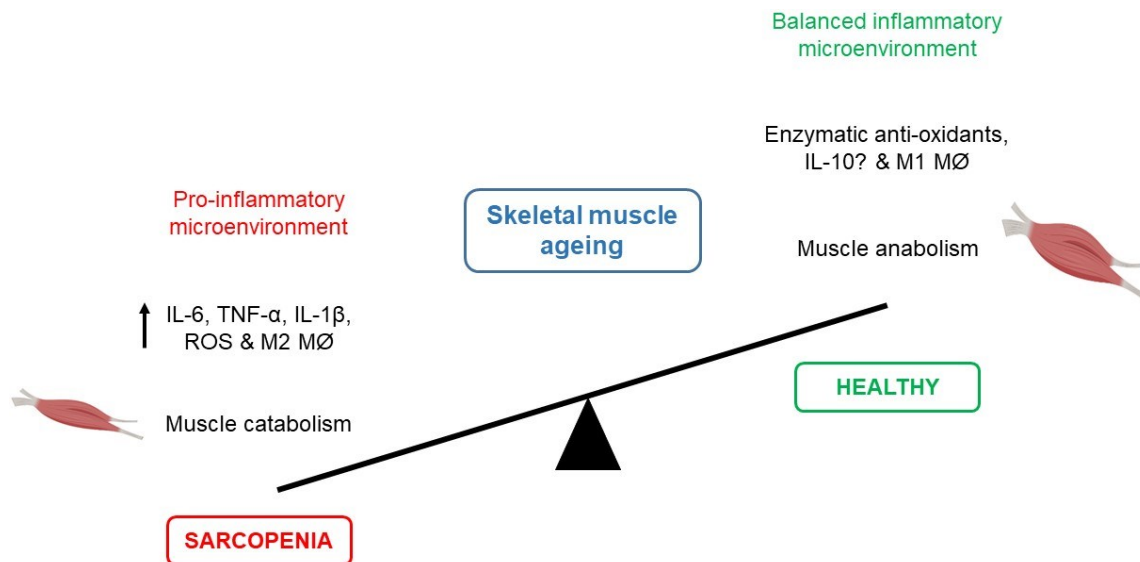 Balanced inflammatory
microenvironment
Enzymatic anti-oxidants,
IL-10? & M1 MØ
Muscle anabolism
HEALTHY
Skeletal muscle
ageing
Pro-inflammatory
microenvironment
IL-6, TNF-α, IL-1β,
ROS & M2 MØ
Muscle catabolism
SARCOPENIA